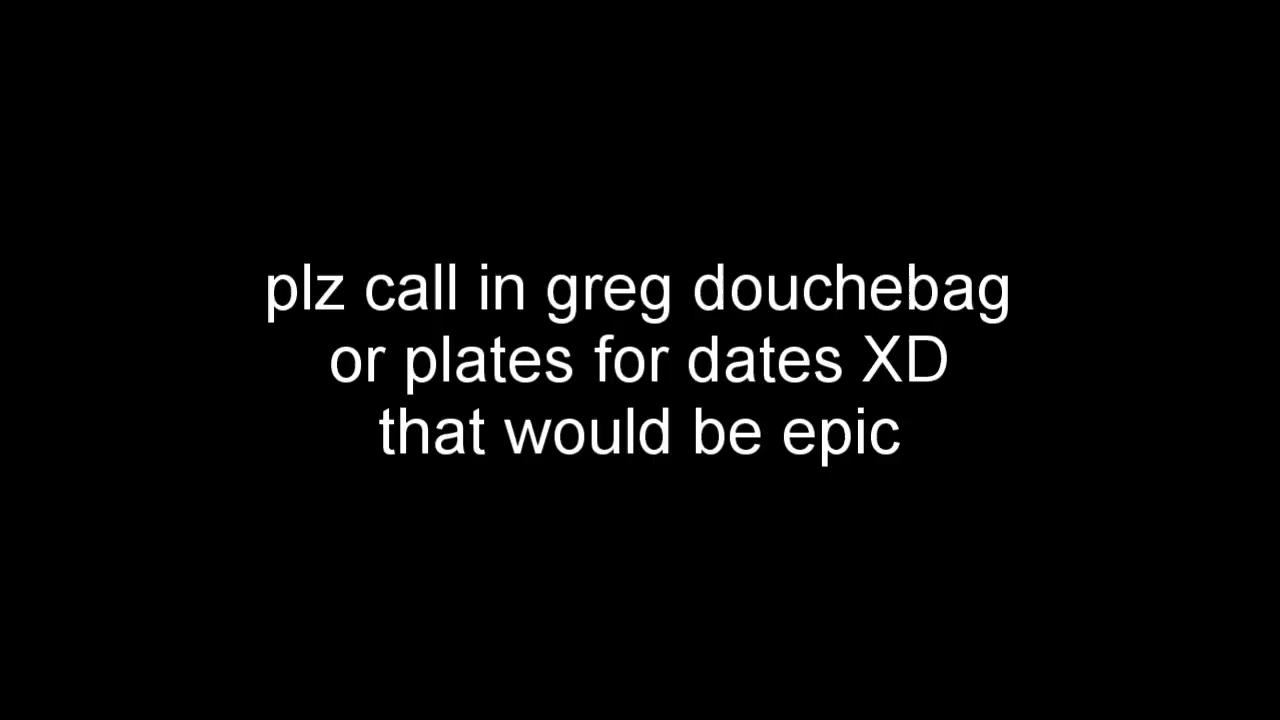 plz call in greg douchebag
or plates for dates XD
that would be epic